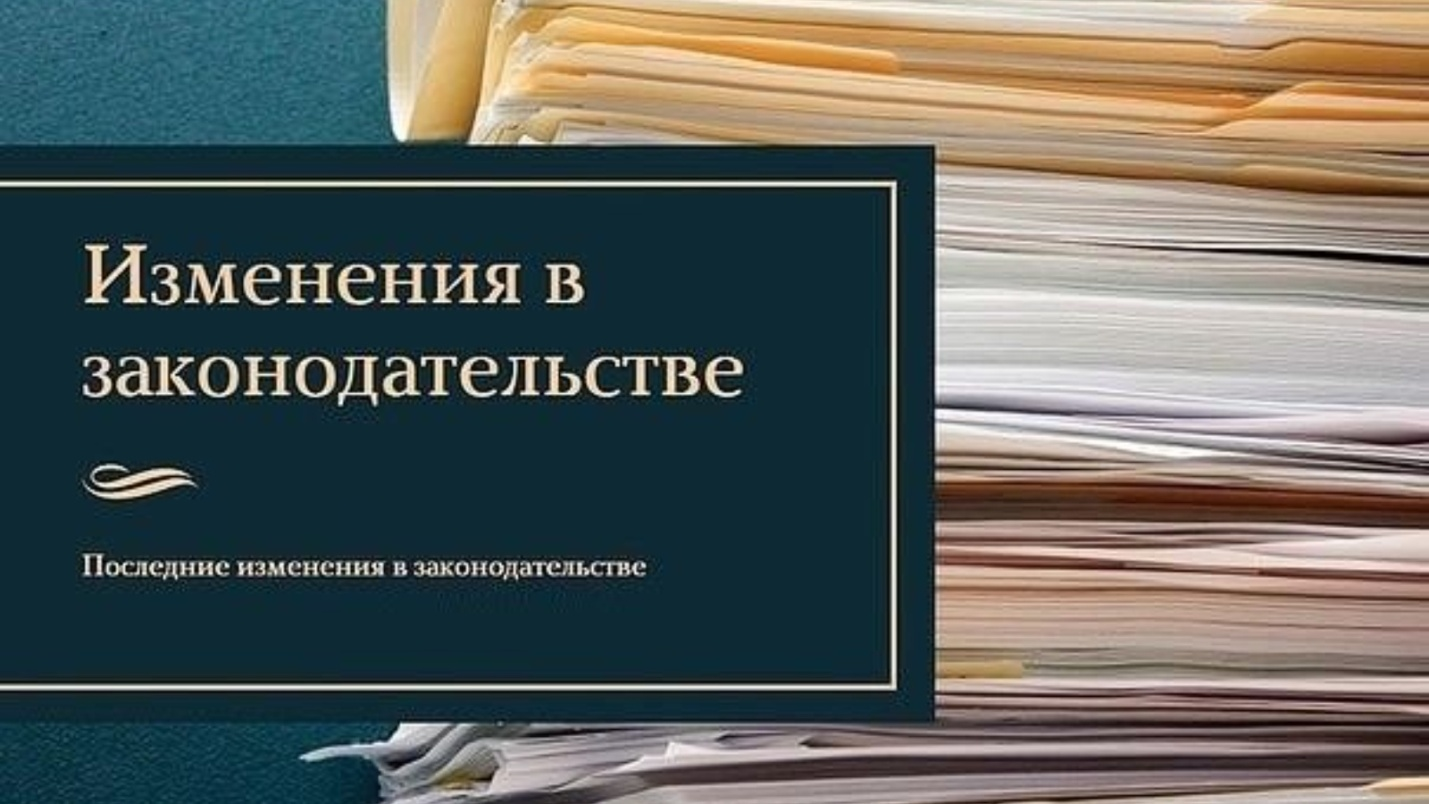 Изменения в
законодательстве
Последние изменения в законодательстве